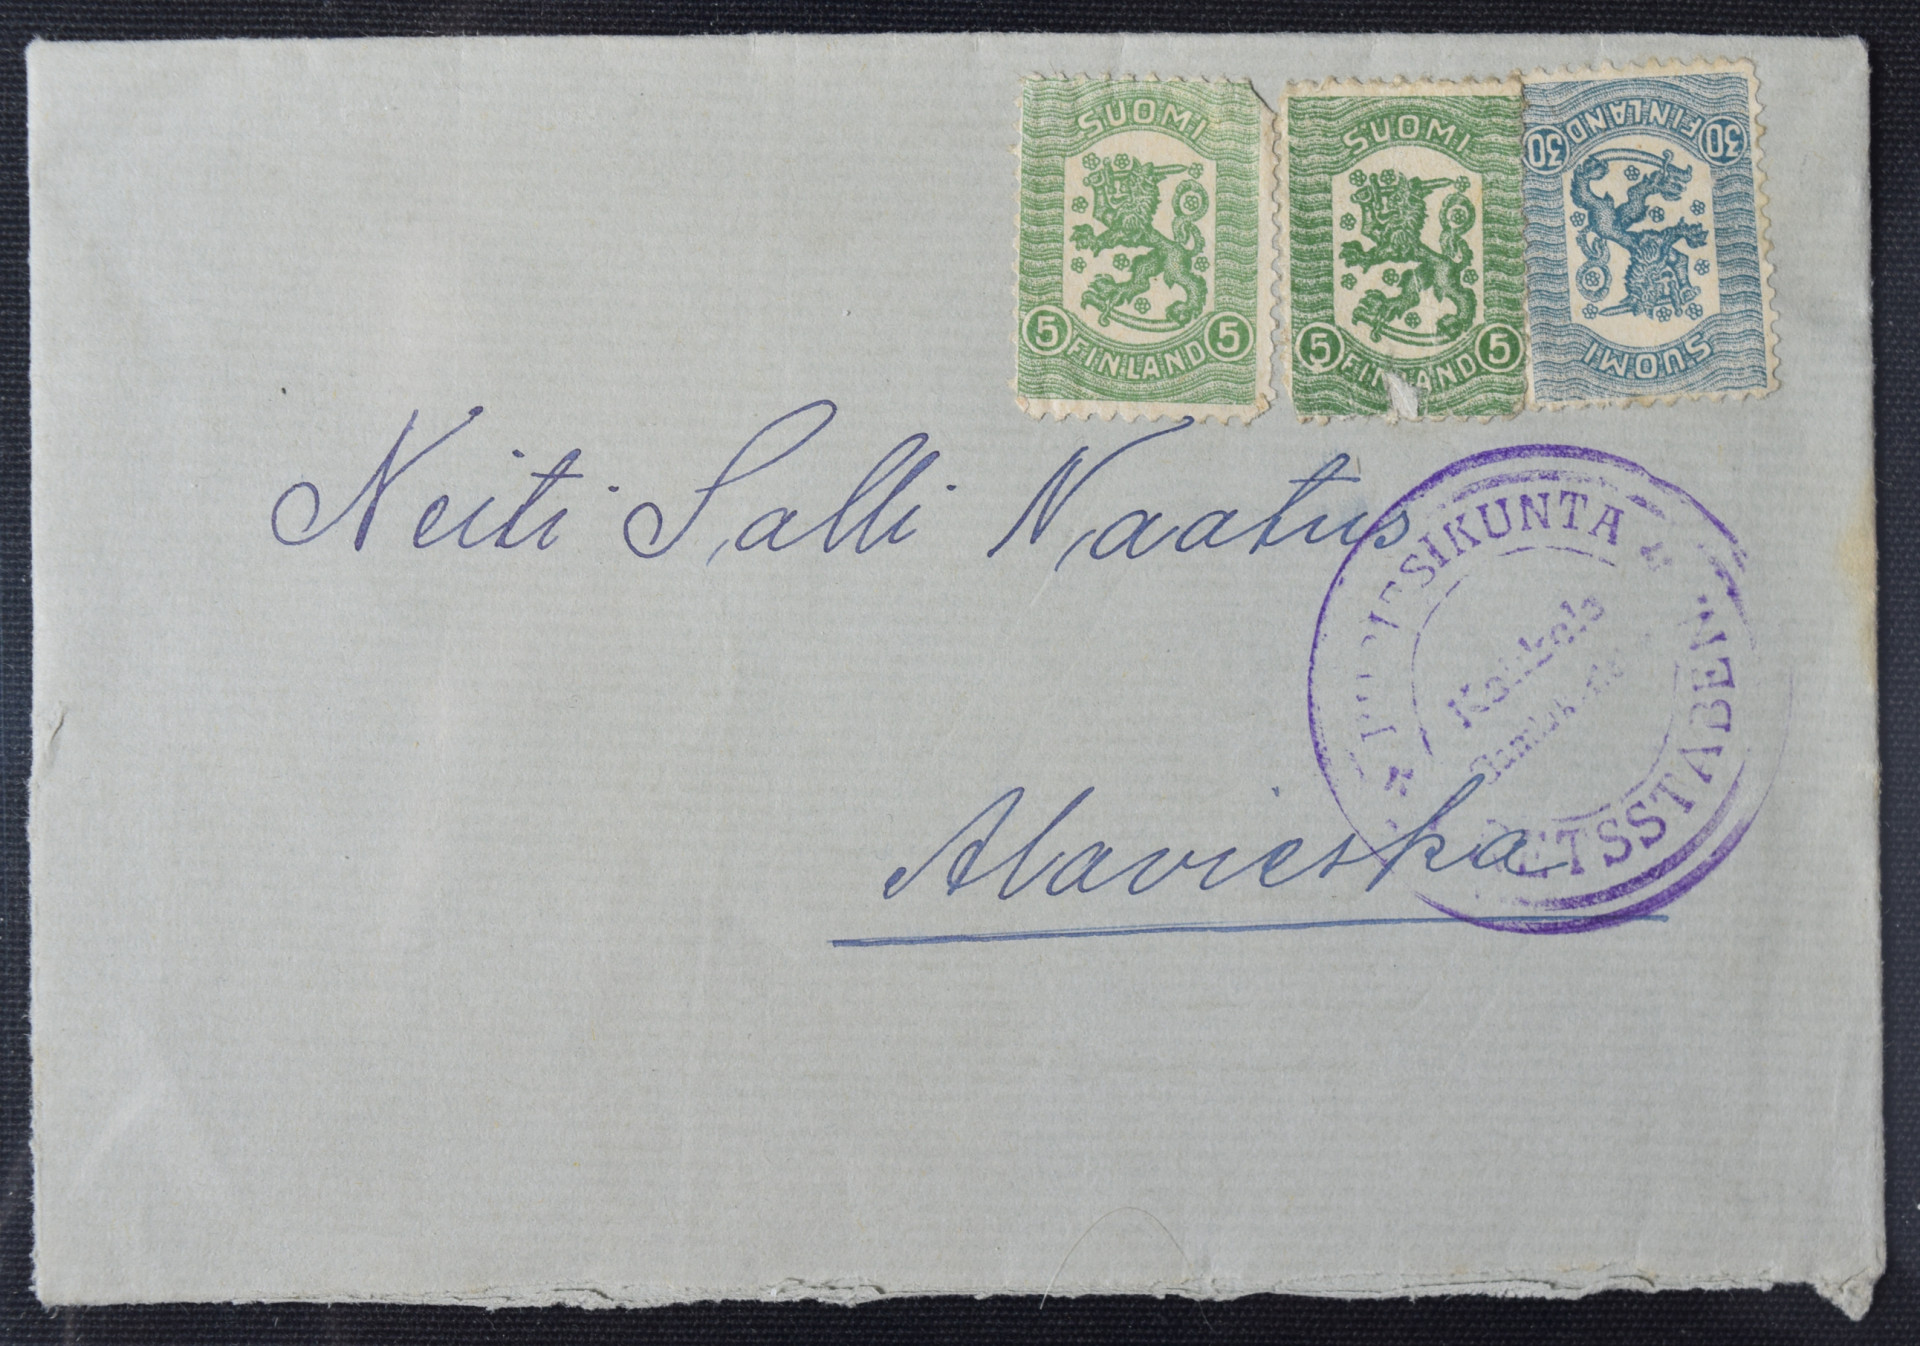 SUOMI
5 FINLAND 5
SUOMI
5 FINLAND 5
30 FINLAND 30
SUOMI
Neiti Salli Naatus
Alavieska